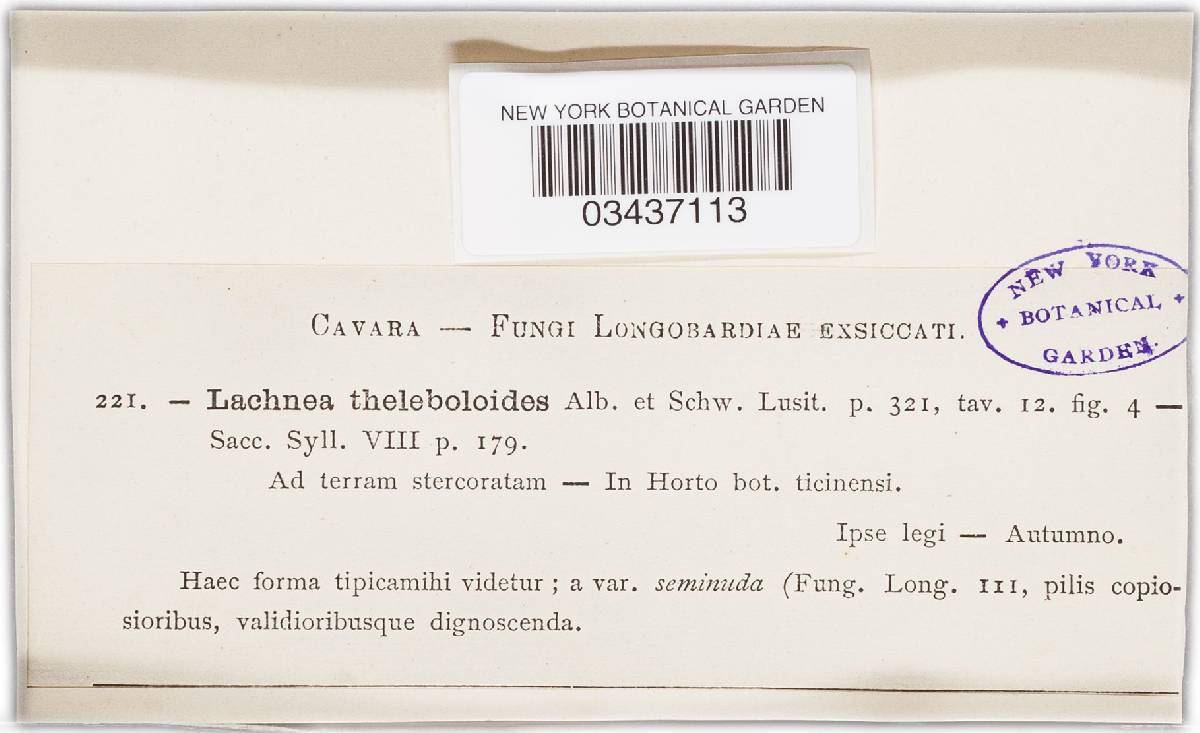 NEW YORK BOTANICAL GARDEN
03437113
NEW YORK
+ BOTANICAL +
GARDEN.
CAVARA — FUNGI LONGOBARDIAE EXSICCATI.
221. — Lachnea theleboloides Alb. et Schw. Lusit. p. 321, tav. 12. fig. 4 —
Sacc. Syll. VIII p. 179.
Ad terram stercoratam — In Horto bot. ticinensi.
Ipse legi — Autumno.
Haec forma tipicamihi videtur ; a var. seminuda (Fung. Long. 111, pilis copio-
sioribus, validioribusque dignoscenda.